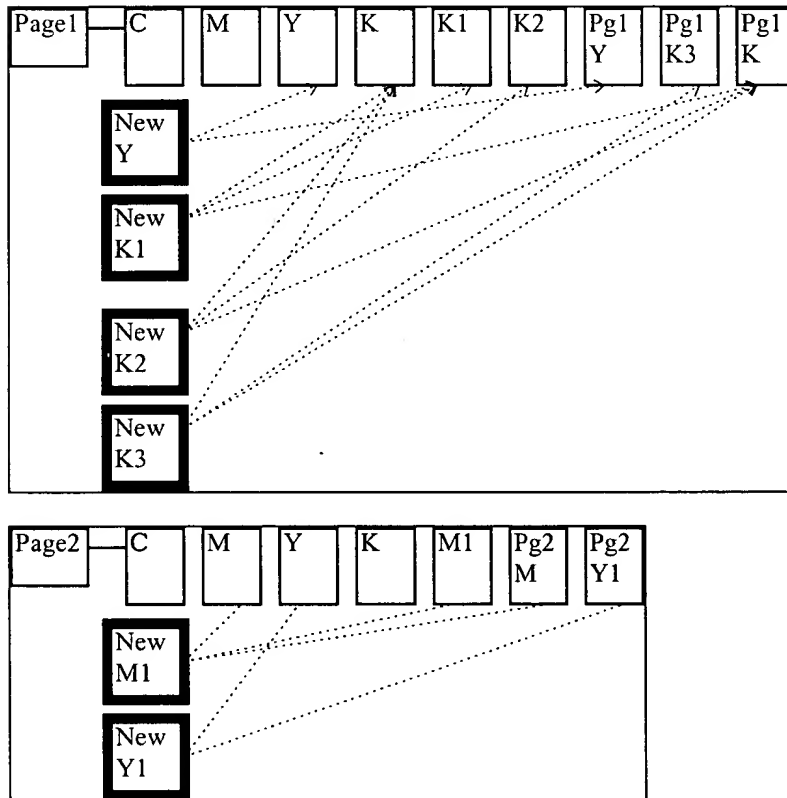 Page1 C M Y K K1 K2 Pg1 Pg1 Pg1
Y K3 K
New
Y
New
K1
New
K2
New
K3
Page2 C M Y K M1 Pg2 Pg2
M Y1
New
M1
New
Y1